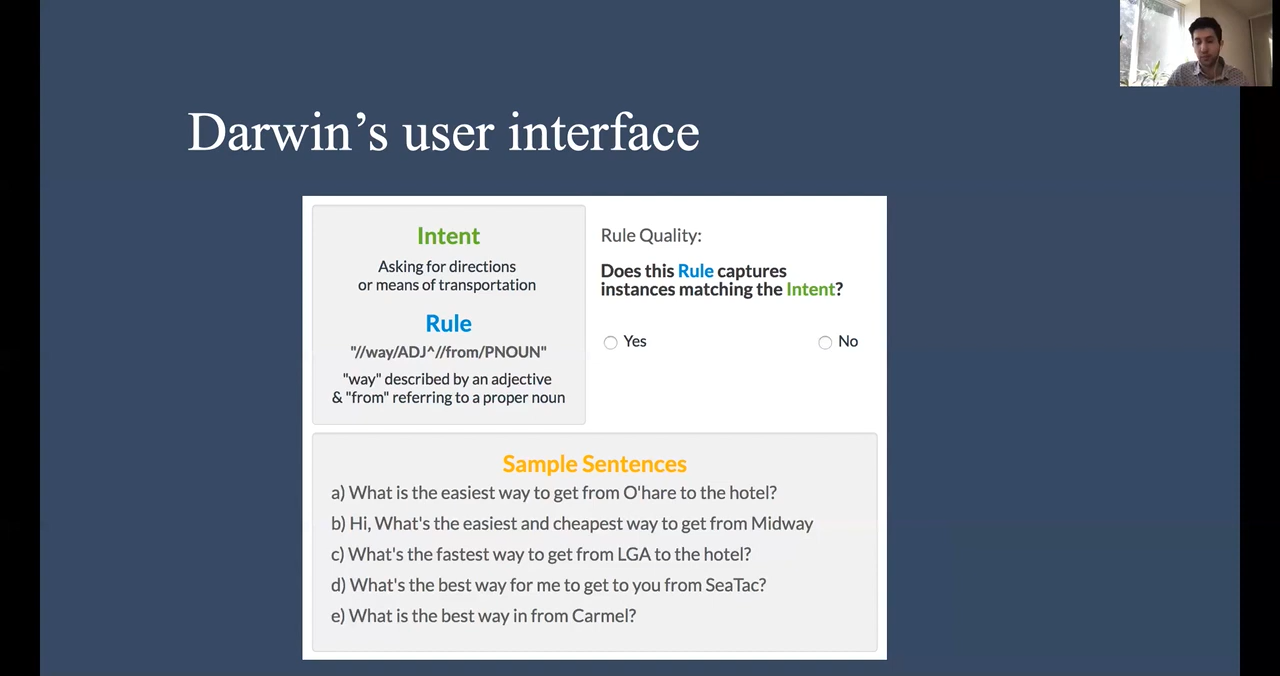 Darwin’s user interface
Intent
Asking for directions
or means of transportation
Rule
"//way/ADJ^//from/PNOUN"
"way" described by an adjective
& "from" referring to a proper noun
Rule Quality:
Does this Rule captures
instances matching the Intent?
Yes
No
Sample Sentences
a) What is the easiest way to get from O'hare to the hotel?
b) Hi, What's the easiest and cheapest way to get from Midway
c) What's the fastest way to get from LGA to the hotel?
d) What's the best way for me to get to you from SeaTac?
e) What is the best way in from Carmel?